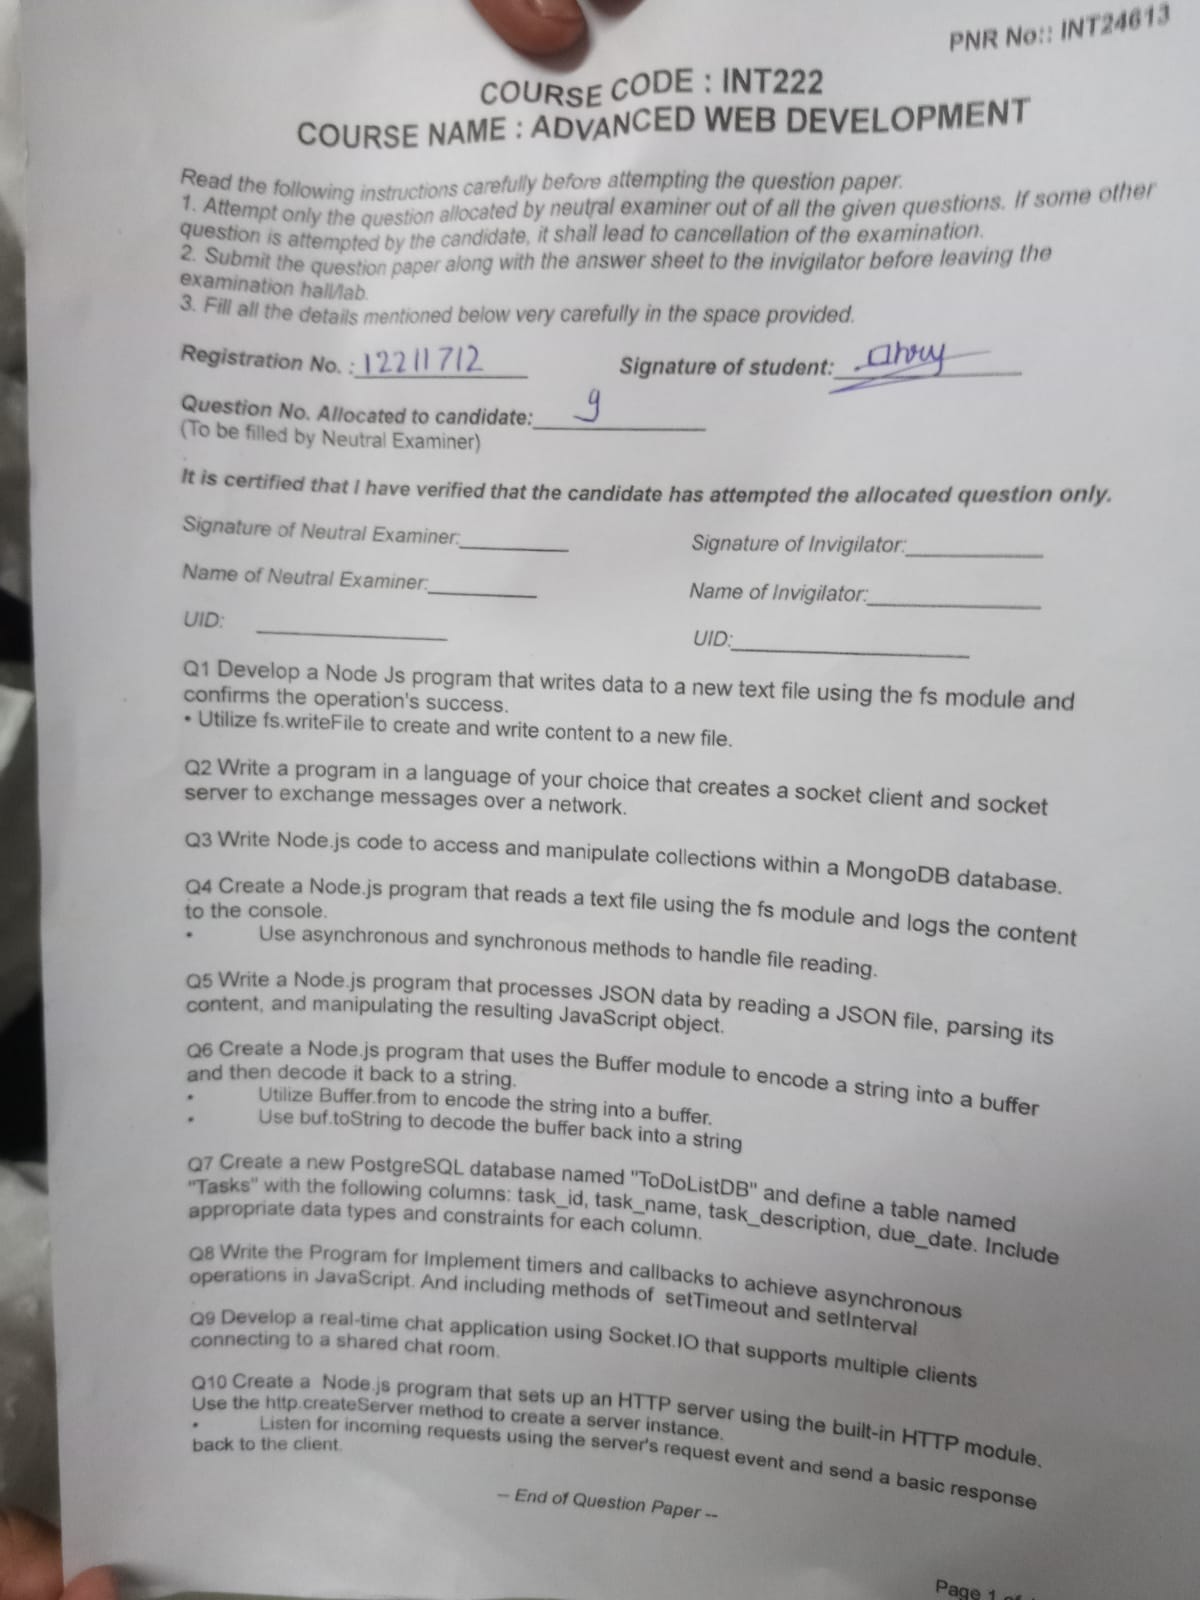 PNR No:: INT24613
COURSE CODE : INT222
COURSE NAME : ADVANCED WEB DEVELOPMENT
Read the following instructions carefully before attempting the question paper.
1. Attempt only the question allocated by neutral examiner out of all the given questions. If some other
question is attempted by the candidate, it shall lead to cancellation of the examination.
2. Submit the question paper along with the answer sheet to the invigilator before leaving the
examination hall/lab.
3. Fill all the details mentioned below very carefully in the space provided.
Registration No. : 12211712 Signature of student:
Question No. Allocated to candidate: 9
(To be filled by Neutral Examiner)
It is certified that I have verified that the candidate has attempted the allocated question only.
Signature of Neutral Examiner: Signature of Invigilator:
Name of Neutral Examiner: Name of Invigilator:
UID: UID:
Q1 Develop a Node Js program that writes data to a new text file using the fs module and
confirms the operation's success.
• Utilize fs.writeFile to create and write content to a new file.
Q2 Write a program in a language of your choice that creates a socket client and socket
server to exchange messages over a network.
Q3 Write Node.js code to access and manipulate collections within a MongoDB database.
Q4 Create a Node.js program that reads a text file using the fs module and logs the content
to the console.
• Use asynchronous and synchronous methods to handle file reading.
Q5 Write a Node.js program that processes JSON data by reading a JSON file, parsing its
content, and manipulating the resulting JavaScript object.
Q6 Create a Node.js program that uses the Buffer module to encode a string into a buffer
and then decode it back to a string.
• Utilize Buffer.from to encode the string into a buffer.
• Use buf.toString to decode the buffer back into a string
Q7 Create a new PostgreSQL database named "ToDoListDB" and define a table named
"Tasks" with the following columns: task_id, task_name, task_description, due_date. Include
appropriate data types and constraints for each column.
Q8 Write the Program for Implement timers and callbacks to achieve asynchronous
operations in JavaScript. And including methods of setTimeout and setInterval
Q9 Develop a real-time chat application using Socket.IO that supports multiple clients
connecting to a shared chat room.
Q10 Create a Node.js program that sets up an HTTP server using the built-in HTTP module.
Use the http.createServer method to create a server instance.
• Listen for incoming requests using the server's request event and send a basic response
back to the client.
-- End of Question Paper --
Page 1 of